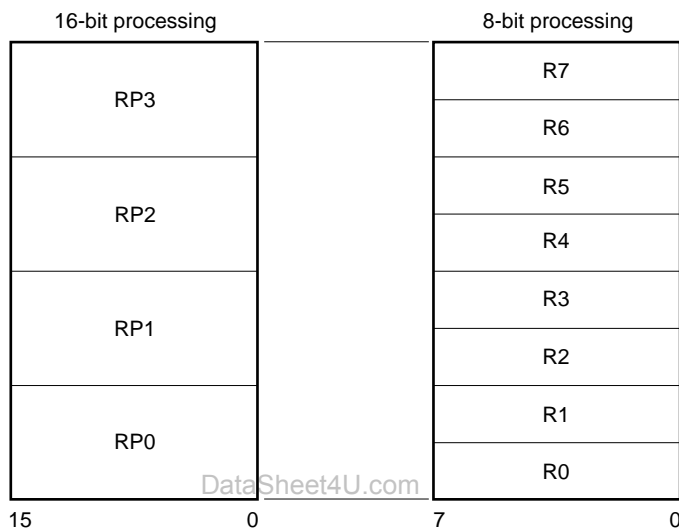 16-bit processing
8-bit processing
RP3
RP2
RP1
RP0
R7
R6
R5
R4
R3
R2
R1
R0
DataSheet4U.com
15 0 7 0